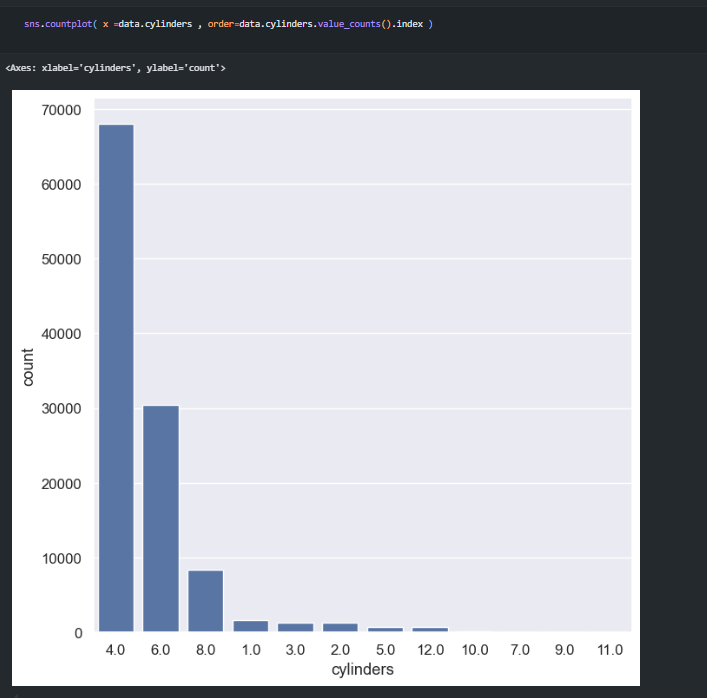 sns.countplot( x =data.cylinders , order=data.cylinders.value_counts().index )
<Axes: xlabel='cylinders', ylabel='count'>
70000
60000
50000
40000
30000
20000
10000
0
count
4.0 6.0 8.0 1.0 3.0 2.0 5.0 12.0 10.0 7.0 9.0 11.0
cylinders